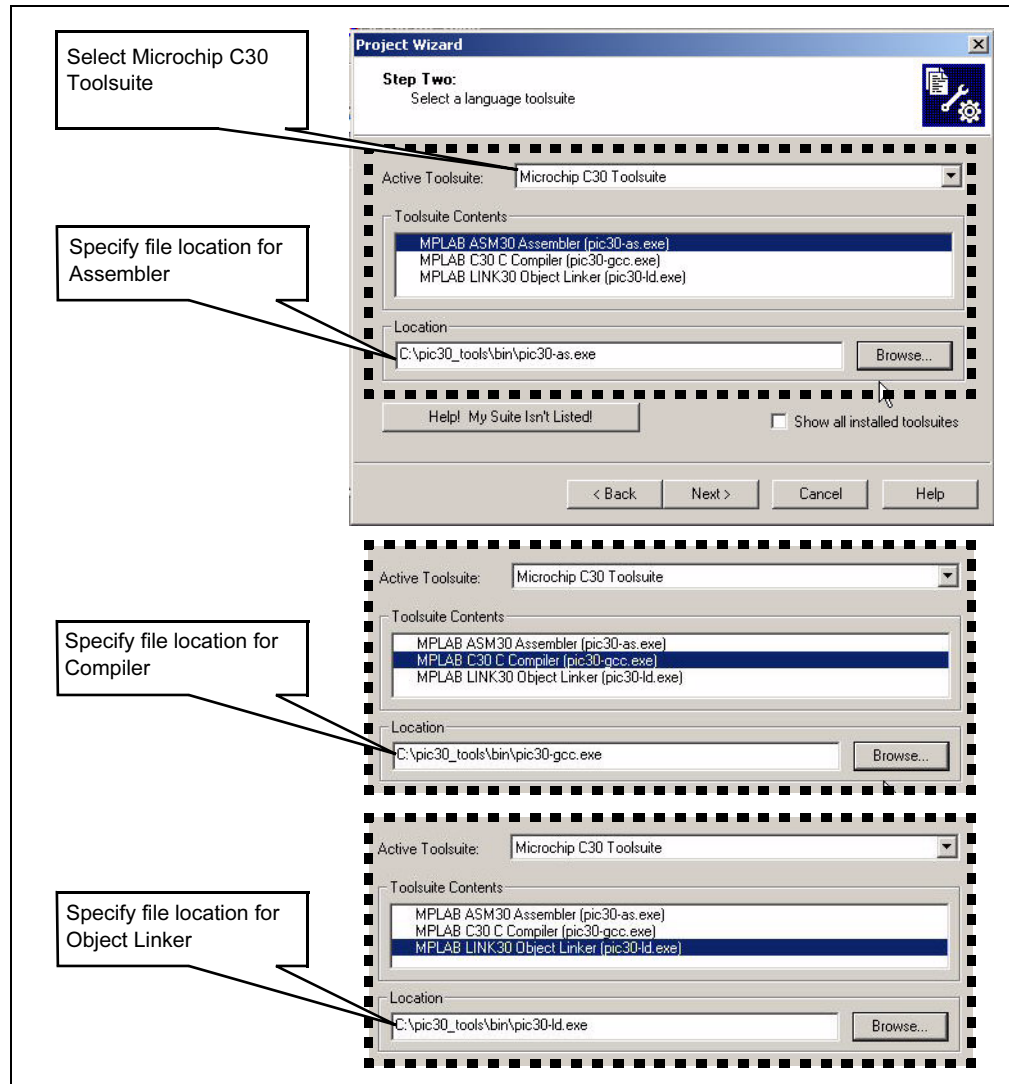 Select Microchip C30
Toolsuite
Project Wizard
Step Two:
Select a language toolsuite
Active Toolsuite: Microchip C30 Toolsuite
Toolsuite Contents
MPLAB ASM30 Assembler (pic30-as.exe)
MPLAB C30 C Compiler (pic30-gcc.exe)
MPLAB LINK30 Object Linker (pic30-ld.exe)
Specify file location for
Assembler
Location
C:\pic30_tools\bin\pic30-as.exe Browse...
Help! My Suite Isn't Listed! Show all installed toolsuites
< Back Next > Cancel Help
Active Toolsuite: Microchip C30 Toolsuite
Toolsuite Contents
MPLAB ASM30 Assembler (pic30-as.exe)
MPLAB C30 C Compiler (pic30-gcc.exe)
MPLAB LINK30 Object Linker (pic30-ld.exe)
Specify file location for
Compiler
Location
C:\pic30_tools\bin\pic30-gcc.exe Browse...
Active Toolsuite: Microchip C30 Toolsuite
Toolsuite Contents
MPLAB ASM30 Assembler (pic30-as.exe)
MPLAB C30 C Compiler (pic30-gcc.exe)
MPLAB LINK30 Object Linker (pic30-ld.exe)
Specify file location for
Object Linker
Location
C:\pic30_tools\bin\pic30-ld.exe Browse...